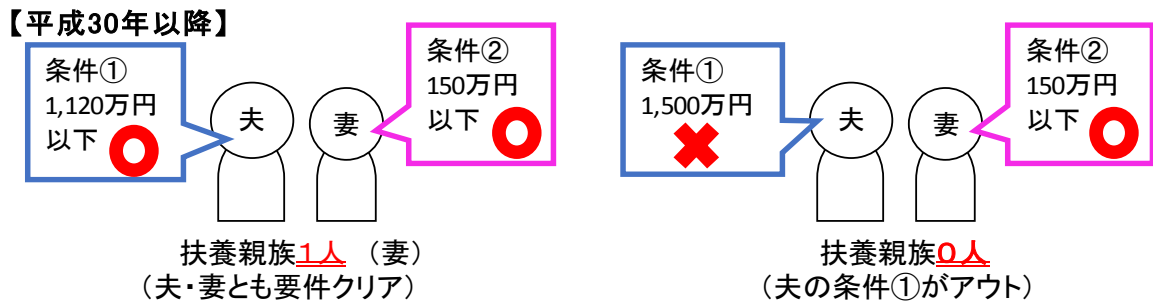 【平成30年以降】
条件①
1,120万円
以下
夫
妻
条件②
150万円
以下
扶養親族１人 （妻）
（夫・妻とも要件クリア）
条件①
1,500万円
夫
妻
条件②
150万円
以下
扶養親族０人
（夫の条件①がアウト）